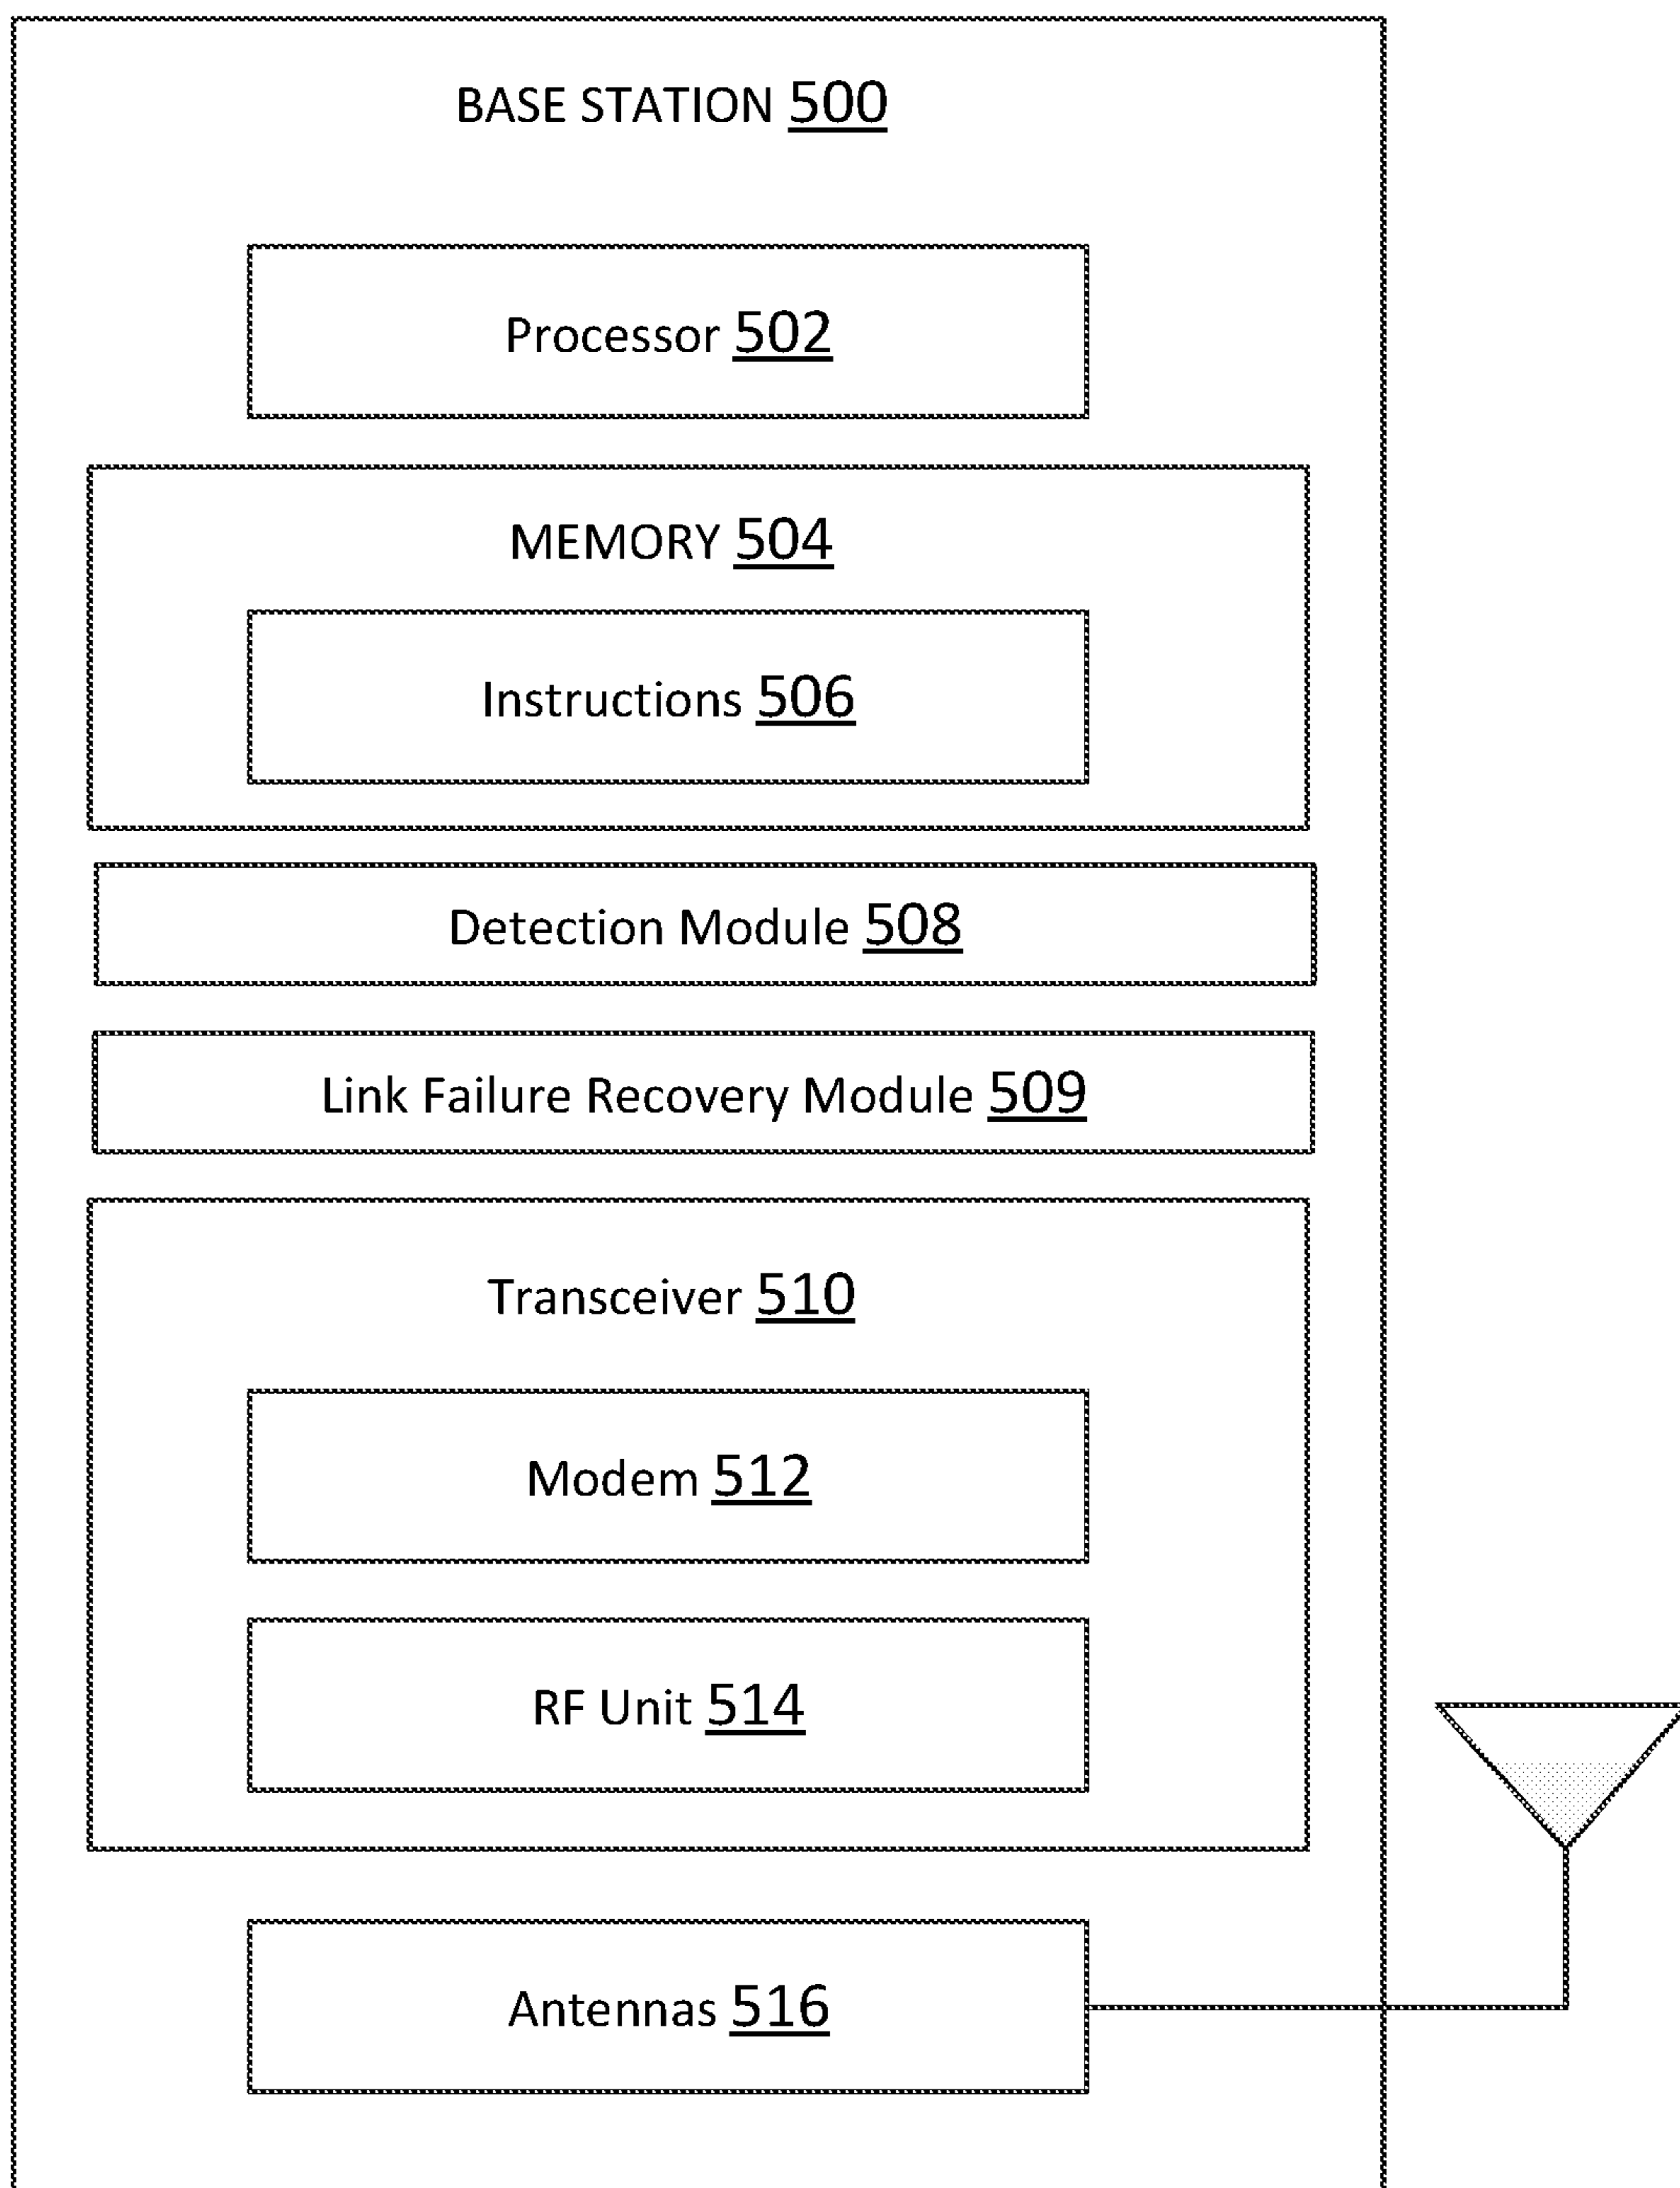 BASE STATION 500
Processor 502
MEMORY 504
Instructions 506
Detection Module 508
Link Failure Recovery Module 509
Transceiver 510
Modem 512
RF Unit 514
Antennas 516